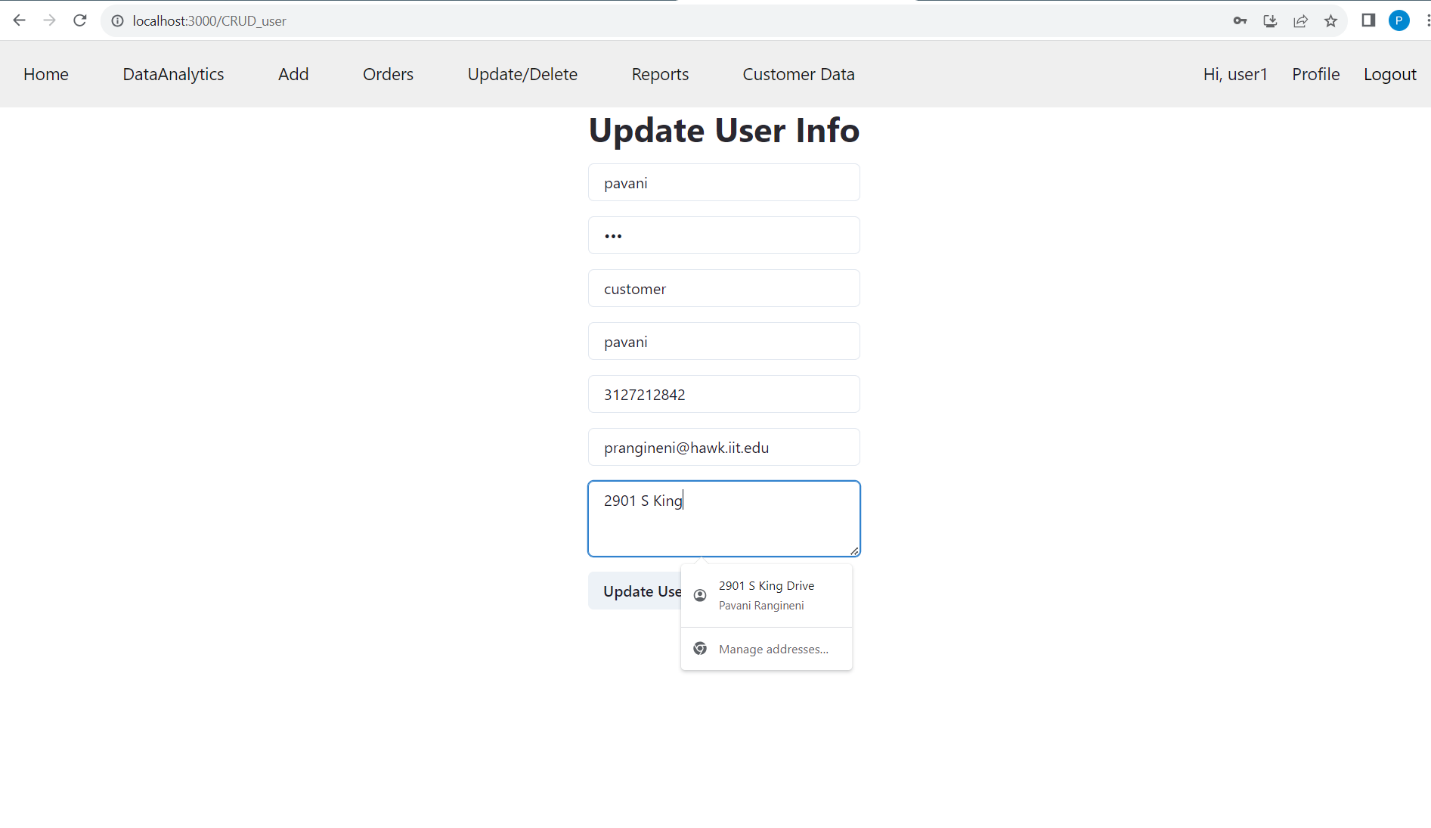 localhost:3000/CRUD_user
P
Home DataAnalytics Add Orders Update/Delete Reports Customer Data Hi, user1 Profile Logout
Update User Info
pavani
•••
customer
pavani
3127212842
prangineni@hawk.iit.edu
2901 S King
Update Use
2901 S King Drive
Pavani Rangineni
Manage addresses...